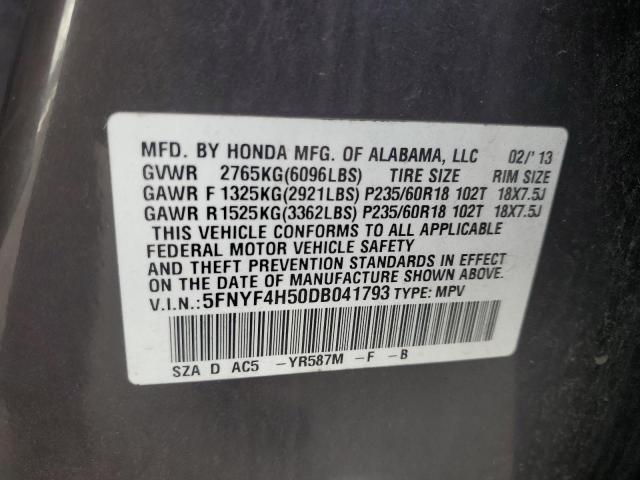 MFD. BY HONDA MFG. OF ALABAMA, LLC 02/' 13
GVWR 2765KG(6096LBS) TIRE SIZE RIM SIZE
GAWR F 1325KG(2921LBS) P235/60R18 102T 18X7.5J
GAWR R 1525KG(3362LBS) P235/60R18 102T 18X7.5J
THIS VEHICLE CONFORMS TO ALL APPLICABLE
FEDERAL MOTOR VEHICLE SAFETY
AND THEFT PREVENTION STANDARDS IN EFFECT
ON THE DATE OF MANUFACTURE SHOWN ABOVE.
V.I.N.: 5FNYF4H50DB041793 TYPE: MPV
SZA D AC5 -YR587M -F -B